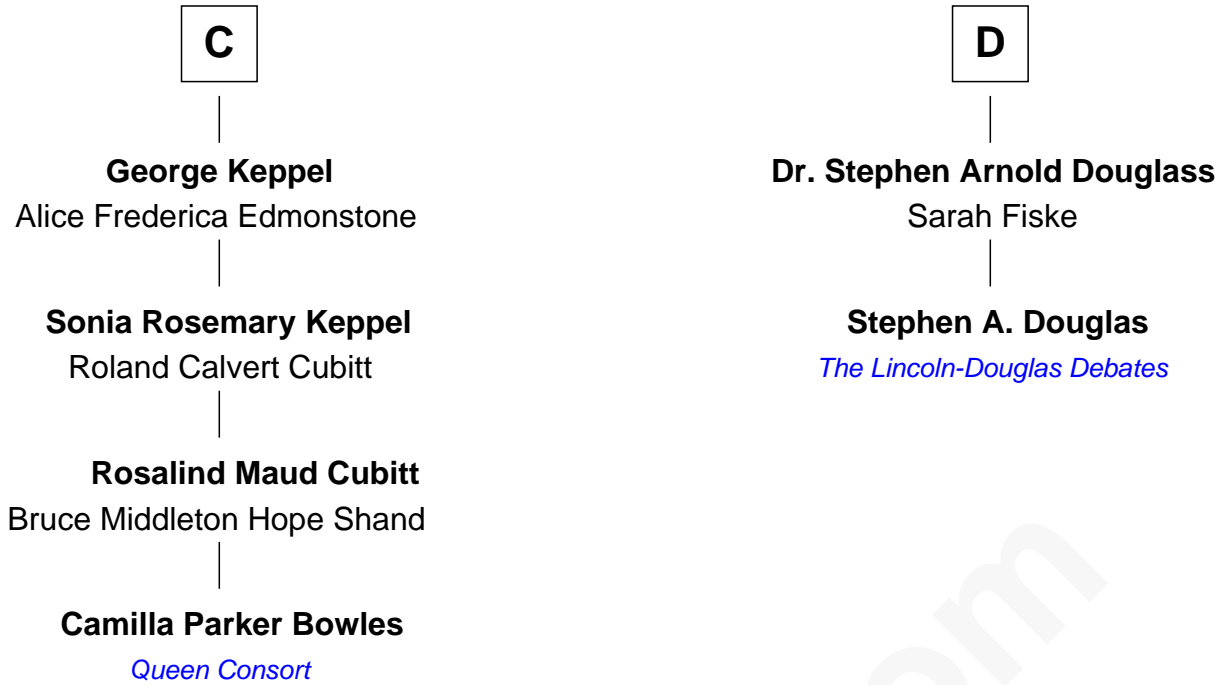 C
George Keppel
Alice Frederica Edmonstone
Sonia Rosemary Keppel
Roland Calvert Cubitt
Rosalind Maud Cubitt
Bruce Middleton Hope Shand
Camilla Parker Bowles
Queen Consort
D
Dr. Stephen Arnold Douglass
Sarah Fiske
Stephen A. Douglas
The Lincoln-Douglas Debates
om